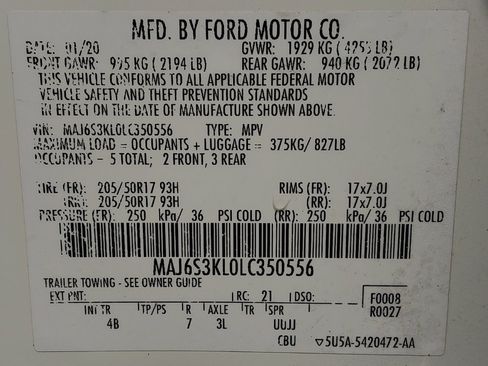 MFD. BY FORD MOTOR CO.
DATE: 01/20 GVWR: 1929 KG (4253 LB)
FRONT GAWR: 995 KG (2194 LB) REAR GAWR: 940 KG (2072 LB)
THIS VEHICLE CONFORMS TO ALL APPLICABLE FEDERAL MOTOR
VEHICLE SAFETY AND THEFT PREVENTION STANDARDS
IN EFFECT ON THE DATE OF MANUFACTURE SHOWN ABOVE.
VIN: MAJ6S3KL0LC350556 TYPE: MPV
MAXIMUM LOAD = OCCUPANTS + LUGGAGE = 375KG/ 827LB
OCCUPANTS - 5 TOTAL; 2 FRONT, 3 REAR
TIRE (FR): 205/50R17 93H RIMS (FR): 17x7.0J
(RR): 205/50R17 93H (RR): 17x7.0J
PRESSURE (FR): 250 kPa/ 36 PSI COLD (RR): 250 kPa/ 36 PSI COLD
MAJ6S3KL0LC350556
TRAILER TOWING - SEE OWNER GUIDE
EXT PNT: RC: 21 DSO: F0008
R0027
INT TR TP/PS R AXLE TR SPR
4B 7 3L UUJJ
CBU ▽5U5A-5420472-AA